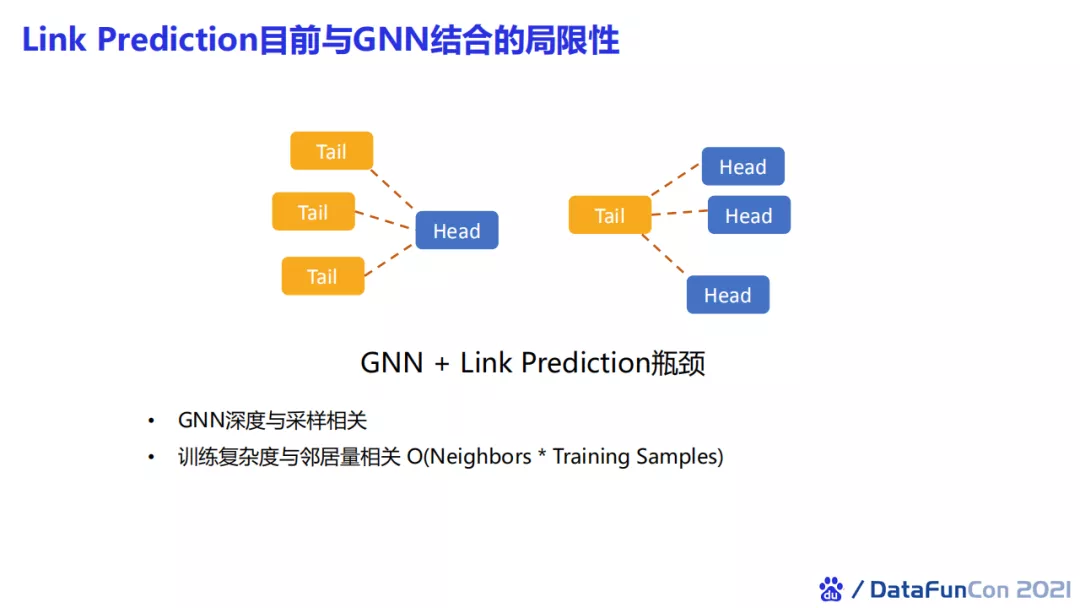 Link Prediction目前与GNN结合的局限性
Tail
Tail
Tail
Head
Tail
Head
Head
Head
GNN + Link Prediction瓶颈
• GNN深度与采样相关
• 训练复杂度与邻居量相关 O(Neighbors * Training Samples)
du / DataFunCon 2021